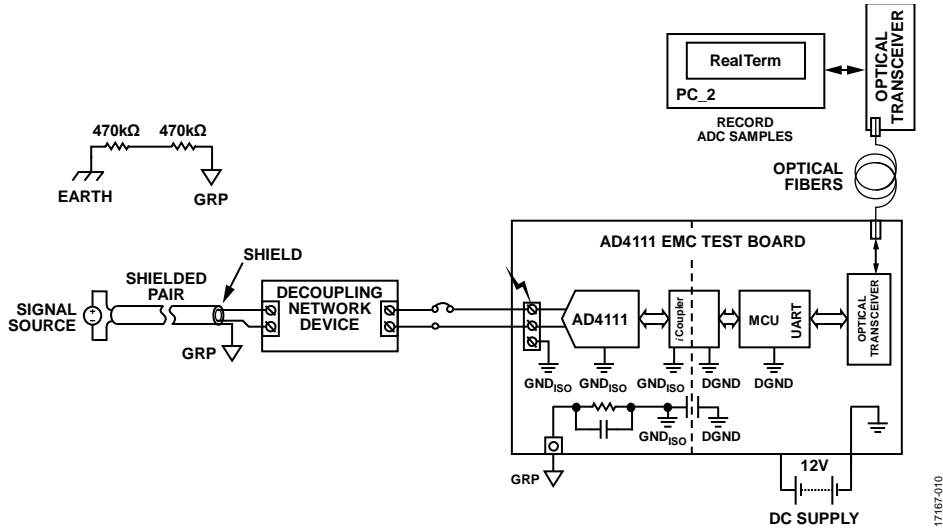 RealTerm
PC_2
OPTICAL
TRANSCEIVER
RECORD
ADC SAMPLES
470kΩ 470kΩ
EARTH
GRP
OPTICAL
FIBERS
AD4111 EMC TEST BOARD
SHIELD
SHIELDED
PAIR
SIGNAL
SOURCE
GRP
DECOUPLING
NETWORK
DEVICE
AD4111
iCoupler
MCU
UART
OPTICAL
TRANSCEIVER
GNDISO GNDISO GNDISO DGND DGND
GNDISO DGND
GRP
12V
DC SUPPLY
17167-010